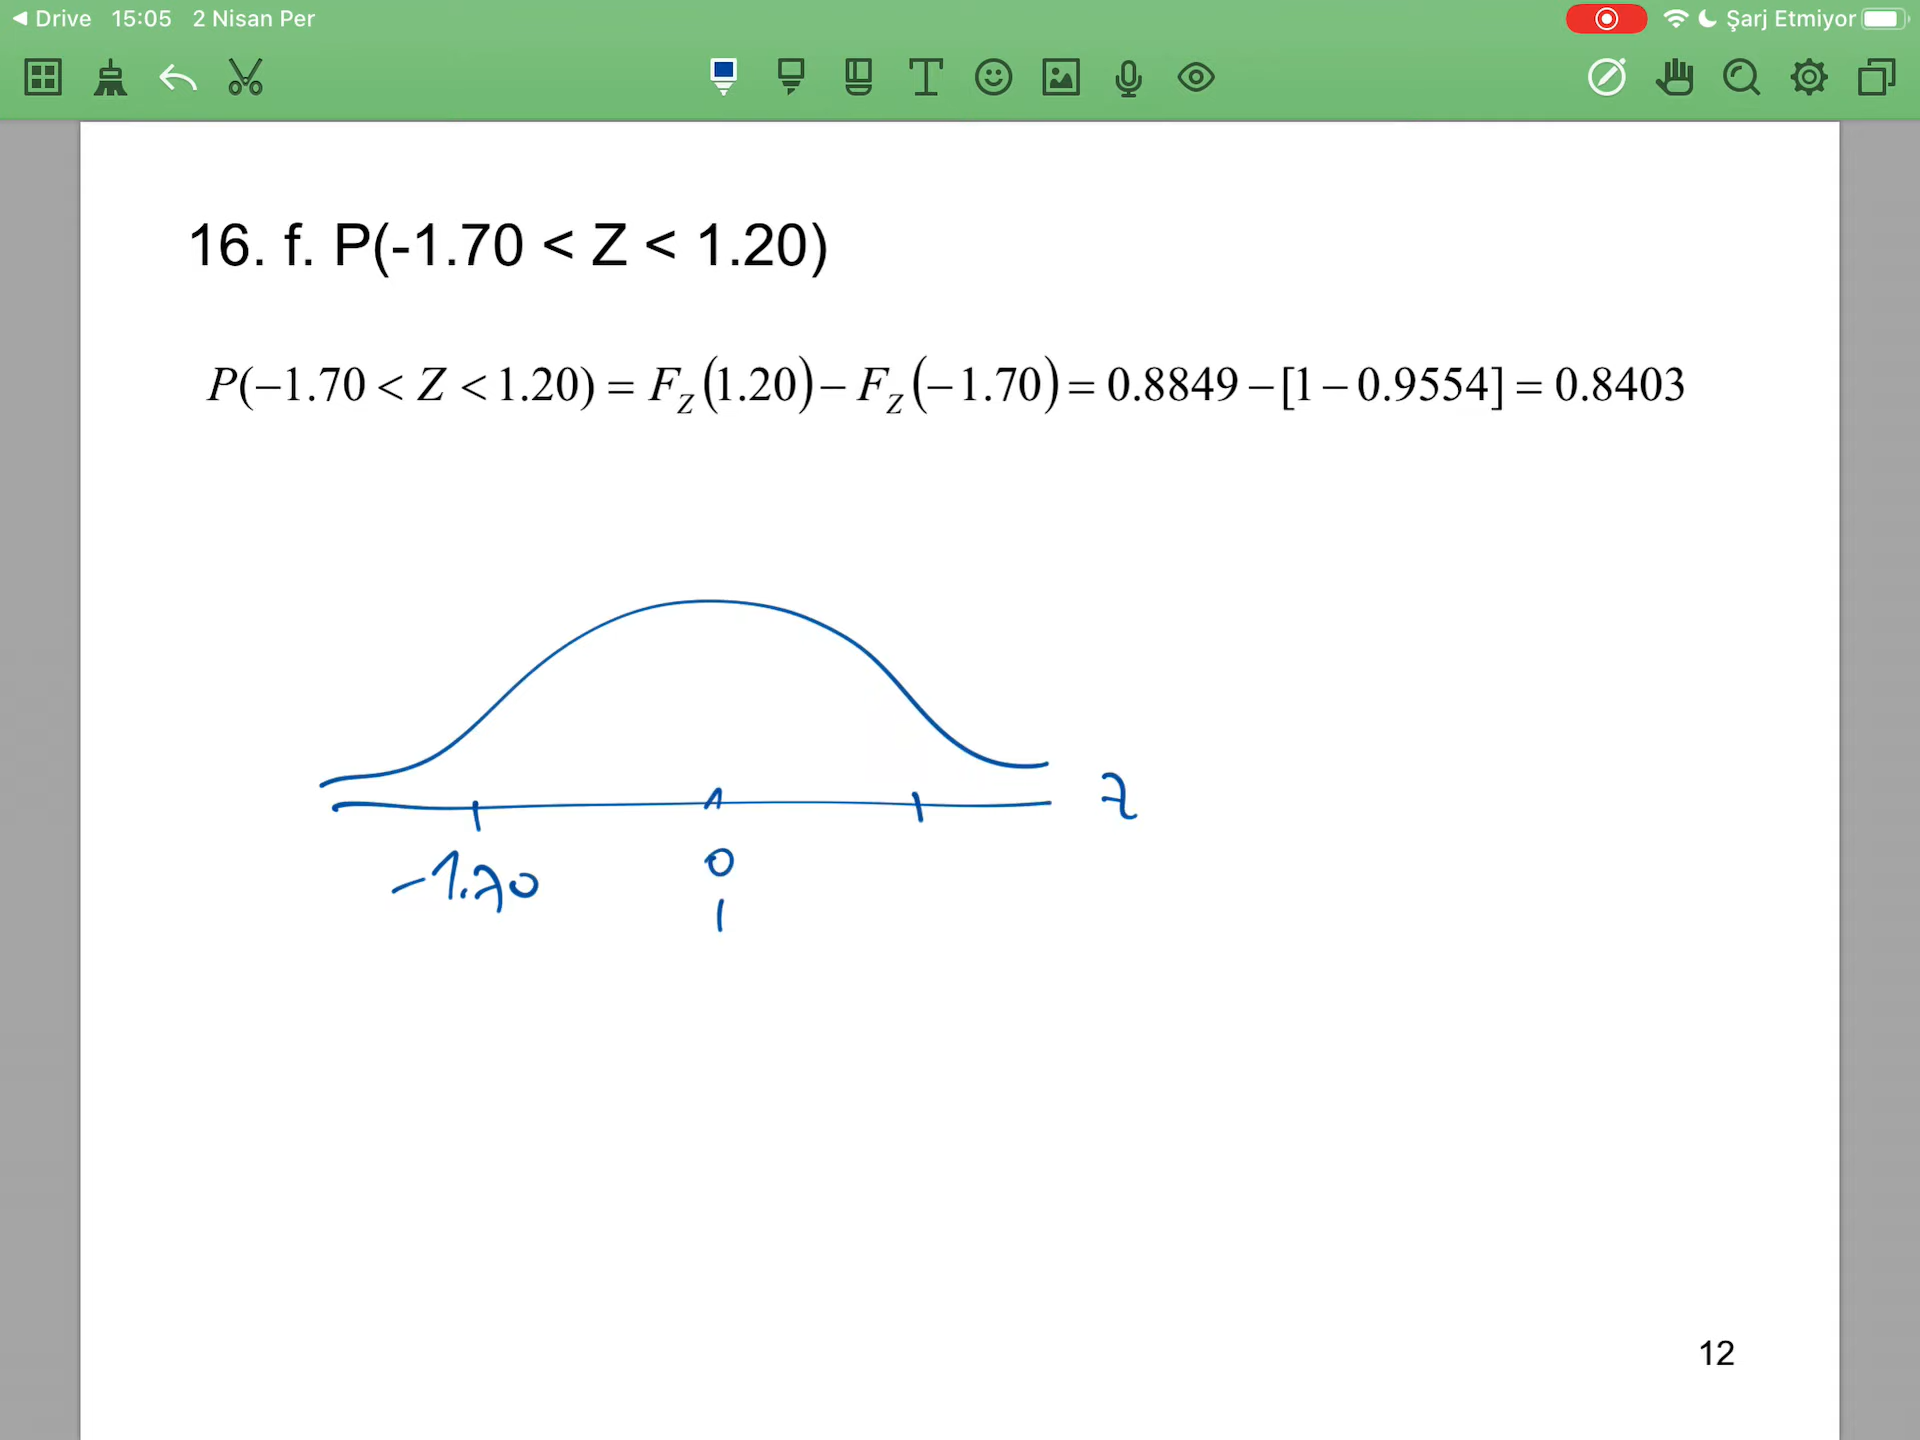 Drive 15:05 2 Nisan Per Şarj Etmiyor
16. f. P(-1.70 < Z < 1.20)
P(−1.70 < Z < 1.20) = F_Z(1.20) − F_Z(−1.70) = 0.8849 − [1 − 0.9554] = 0.8403
z
-1.70 0
1
12